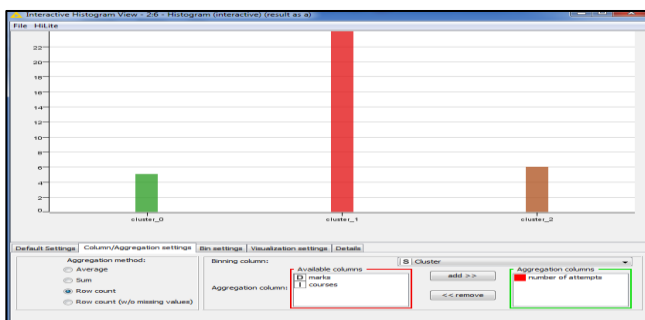 Interactive Histogram View - 2:6 - Histogram (interactive) (result as a)
File HiLite
22
20
18
16
14
12
10
8
6
4
2
0
cluster_0 cluster_1 cluster_2
Default Settings Column/Aggregation settings Bin settings Visualization settings Details
Aggregation method:
Average
Sum
Row count
Row count (w/o missing values)
Binning column: S Cluster
Aggregation column:
Available columns
D marks
I courses
add >>
<< remove
Aggregation columns
number of attempts